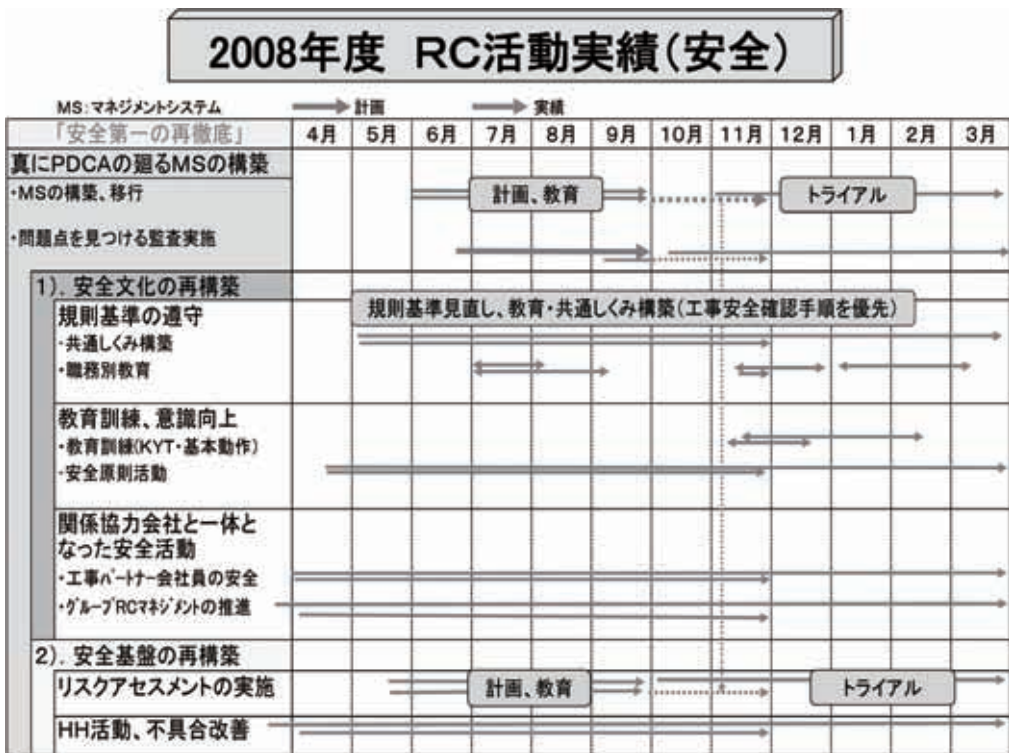 2008年度 RC活動実績(安全)
MS:マネジメントシステム 計画 実績
「安全第一の再徹底」 4月 5月 6月 7月 8月 9月 10月 11月 12月 1月 2月 3月
真にPDCAの廻るMSの構築
・MSの構築、移行 計画、教育 トライアル
・問題点を見つける監査実施
1). 安全文化の再構築
規則基準見直し、教育・共通しくみ構築(工事安全確認手順を優先)
規則基準の遵守
・共通しくみ構築
・職務別教育
教育訓練、意識向上
・教育訓練(KYT・基本動作)
・安全原則活動
関係協力会社と一体と
なった安全活動
・工事パートナー会社員の安全
・グループRCマネジメントの推進
2). 安全基盤の再構築
リスクアセスメントの実施 計画、教育 トライアル
HH活動、不具合改善